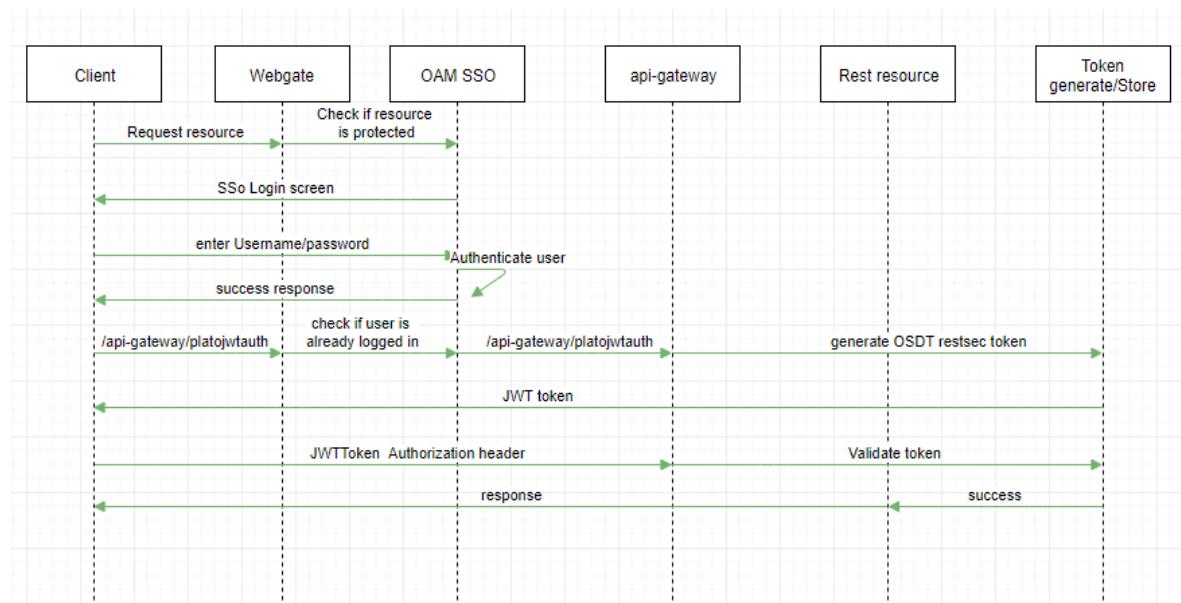 Client
Webgate
OAM SSO
api-gateway
Rest resource
Token
generate/Store
Request resource
Check if resource
is protected
SSo Login screen
enter Username/password
Authenticate user
success response
/api-gateway/platojwtauth
check if user is
already logged in
/api-gateway/platojwtauth
generate OSDT restsec token
JWT token
JWTToken Authorization header
Validate token
response
success